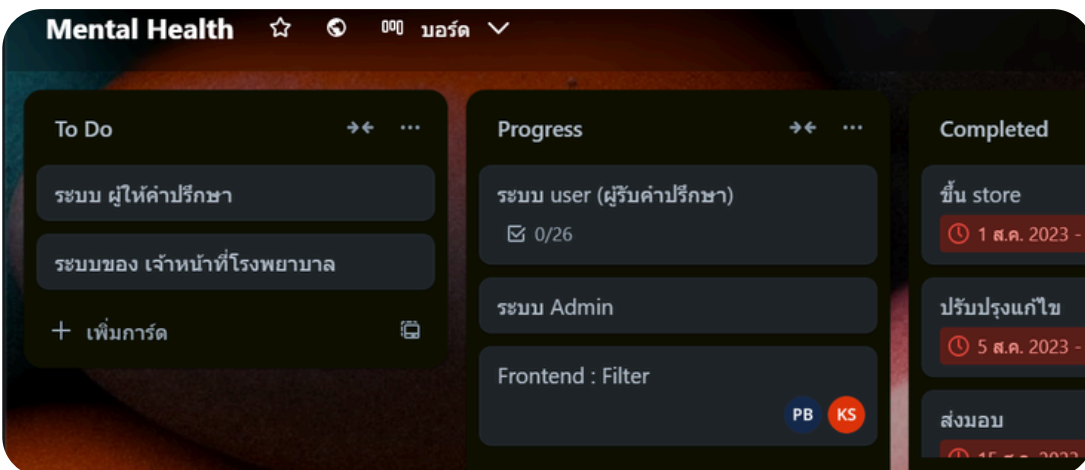 Mental Health บอร์ด
To Do
ระบบ ผู้ให้คำปรึกษา
ระบบของ เจ้าหน้าที่โรงพยาบาล
เพิ่มการ์ด
Progress
ระบบ user (ผู้รับคำปรึกษา)
0/26
ระบบ Admin
Frontend : Filter
PB KS
Completed
ขึ้น store
1 ส.ค. 2023 -
ปรับปรุงแก้ไข
5 ส.ค. 2023 -
ส่งมอบ